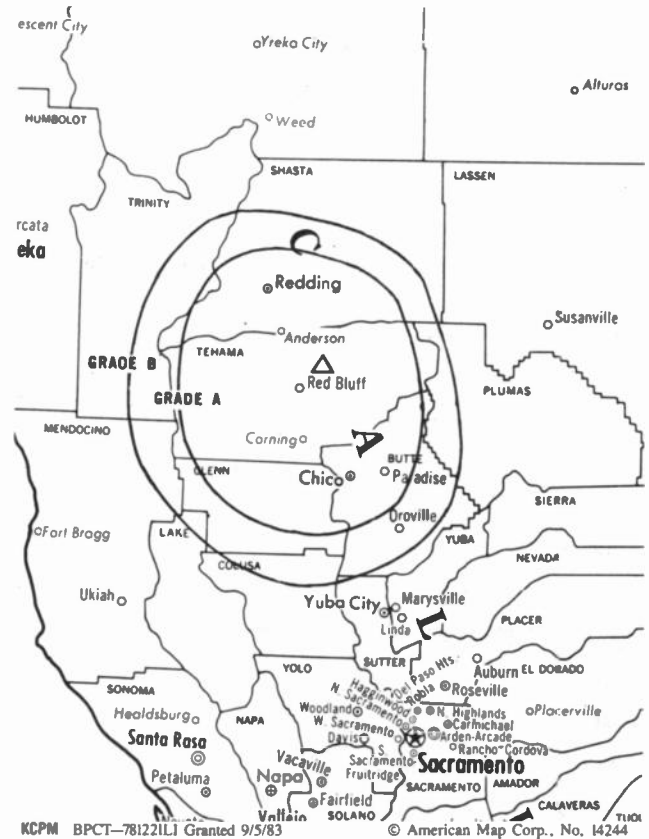 escent City
Yreka City
Alturas
HUMBOLDT
Weed
SHASTA
LASSEN
TRINITY
rcata
eka
C
Redding
Susanville
Anderson
TEHAMA
GRADE B
Red Bluff
PLUMAS
GRADE A
MENDOCINO
Corning
A
GLENN
BUTTE
Chico
Paradise
SIERRA
Fort Bragg
LAKE
Oroville
YUBA
NEVADA
COLUSA
Ukiah
Yuba City
Marysville
PLACER
Linda
L
SUTTER
Auburn
EL DORADO
YOLO
Del Paso Hts.
SONOMA
Robla
Roseville
Hagginwood
N. Sacramento
NAPA
Woodland
N. Highlands
Placerville
Healdsburg
W. Sacramento
Carmichael
Davis
Arden-Arcade
Santa Rosa
S. Sacramento
Rancho Cordova
Vacaville
Fruitridge
Sacramento
Petaluma
Napa
SACRAMENTO
AMADOR
Fairfield
CALAVERAS
Vallejo
SOLANO
TUOL
KCPM BPCT—781221LJ Granted 9/5/83
© American Map Corp., No, 14244